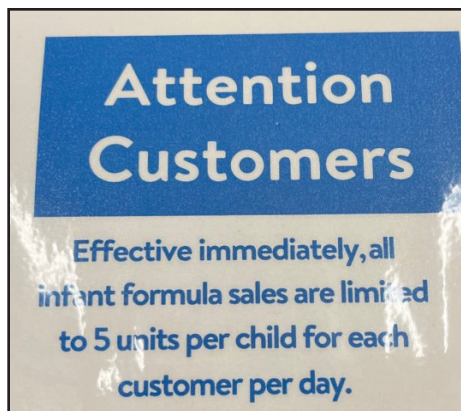 Attention
Customers
Effective immediately, all
infant formula sales are limited
to 5 units per child for each
customer per day.